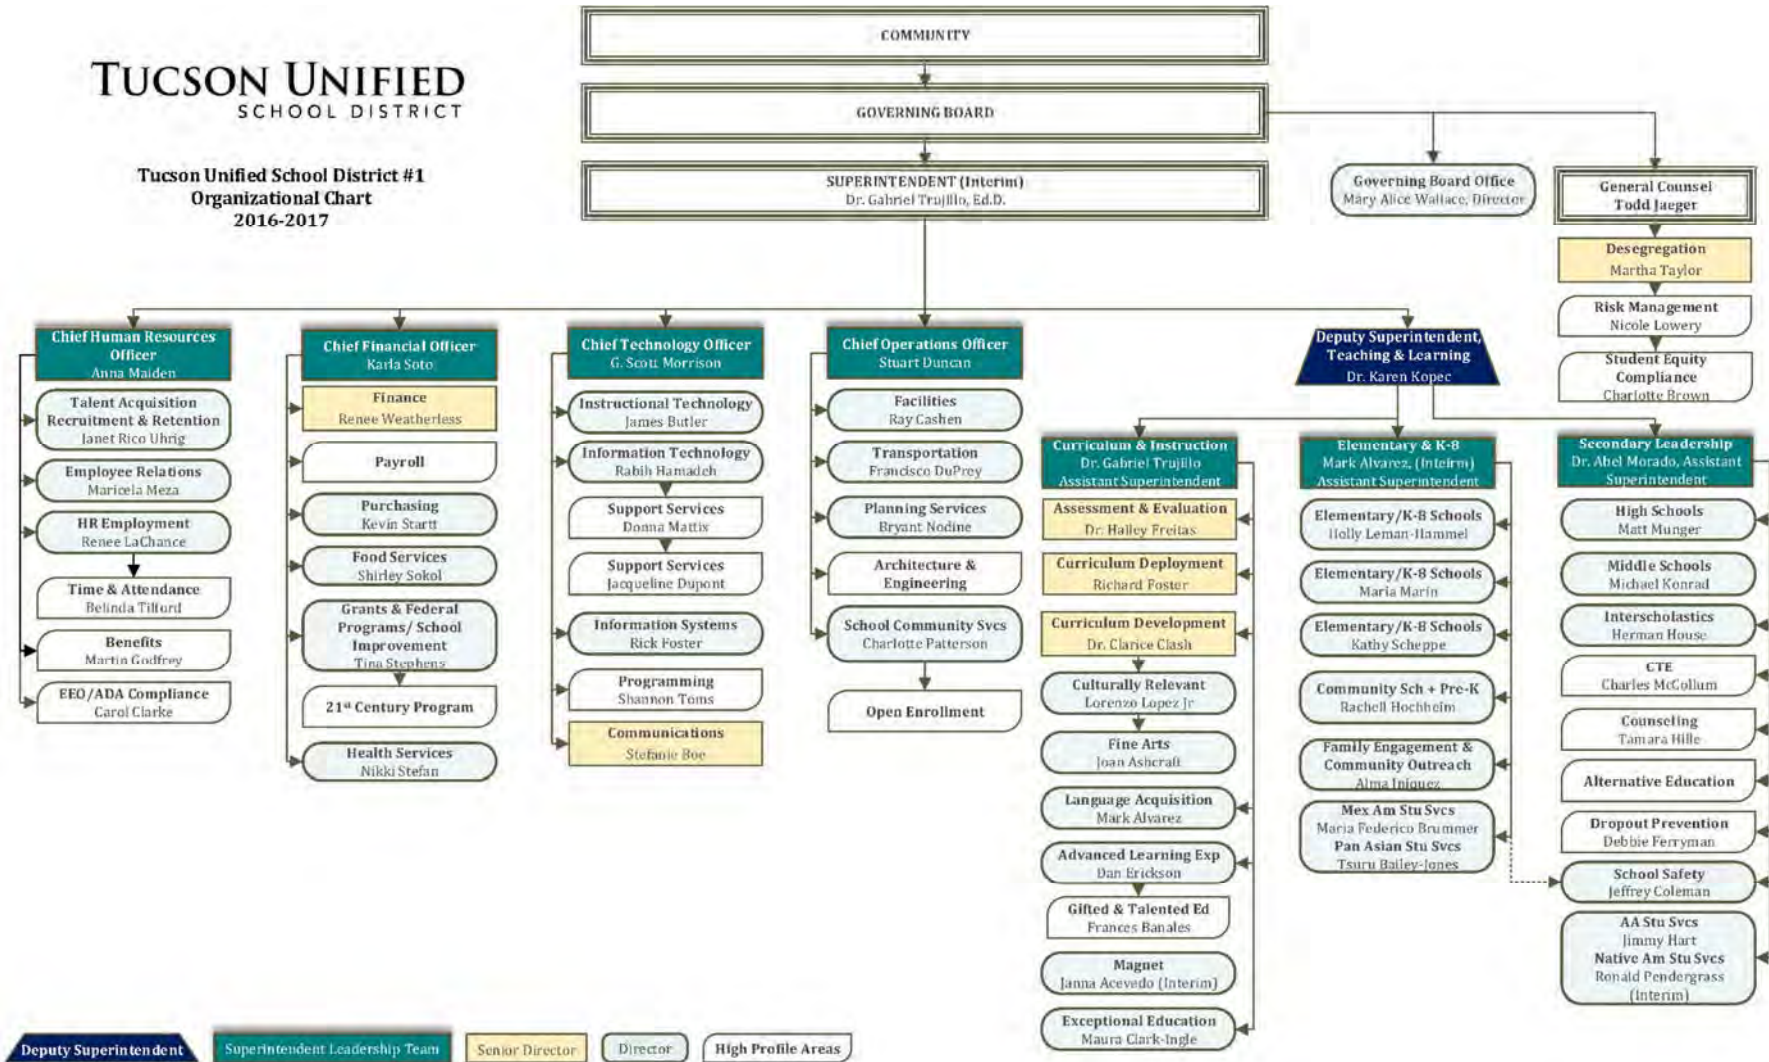 COMMUNITY
TUCSON UNIFIED
SCHOOL DISTRICT
GOVERNING BOARD
Tucson Unified School District #1
Organizational Chart
2016-2017
SUPERINTENDENT (Interim)
Dr. Gabriel Trujillo, Ed.D.
Governing Board Office
Mary Alice Wallace, Director
General Counsel
Todd Jaeger
Desegregation
Martha Taylor
Risk Management
Nicole Lowery
Student Equity
Compliance
Charlotte Brown
Chief Human Resources
Officer
Anna Maiden
Talent Acquisition
Recruitment & Retention
Janet Rico Uhrig
Employee Relations
Maricela Meza
HR Employment
Renee LaChance
Time & Attendance
Belinda Tilford
Benefits
Martin Godfrey
EEO/ADA Compliance
Carol Clarke
Chief Financial Officer
Karla Soto
Finance
Renee Weatherless
Payroll
Purchasing
Kevin Startt
Food Services
Shirley Sokol
Grants & Federal
Programs/ School
Improvement
Tina Stephens
21st Century Program
Health Services
Nikki Stefan
Chief Technology Officer
G. Scott Morrison
Instructional Technology
James Butler
Information Technology
Rabih Hamadeh
Support Services
Donna Mattix
Support Services
Jacqueline Dupont
Information Systems
Rick Foster
Programming
Shannon Toms
Communications
Stefanie Boe
Chief Operations Officer
Stuart Duncan
Facilities
Ray Cashen
Transportation
Francisco DuPrey
Planning Services
Bryant Nodine
Architecture &
Engineering
School Community Svcs
Charlotte Patterson
Open Enrollment
Deputy Superintendent,
Teaching & Learning
Dr. Karen Kopec
Curriculum & Instruction
Dr. Gabriel Trujillo
Assistant Superintendent
Assessment & Evaluation
Dr. Halley Freitas
Curriculum Deployment
Richard Foster
Curriculum Development
Dr. Clarice Clash
Culturally Relevant
Lorenzo Lopez Jr
Fine Arts
Joan Ashcraft
Language Acquisition
Mark Alvarez
Advanced Learning Exp
Dan Erickson
Gifted & Talented Ed
Frances Banales
Magnet
Janna Acevedo (Interim)
Exceptional Education
Maura Clark-Ingle
Elementary & K-8
Mark Alvarez, (Inteirm)
Assistant Superintendent
Elementary/K-8 Schools
Holly Leman-Hammel
Elementary/K-8 Schools
Maria Marin
Elementary/K-8 Schools
Kathy Scheppe
Community Sch + Pre-K
Rachell Hochheim
Family Engagement &
Community Outreach
Alma Iniguez
Mex Am Stu Svcs
Maria Federico Brummer
Pan Asian Stu Svcs
Tsuru Bailey-Jones
Secondary Leadership
Dr. Abel Morado, Assistant
Superintendent
High Schools
Matt Munger
Middle Schools
Michael Konrad
Interscholastics
Herman House
CTE
Charles McCollum
Counseling
Tamara Hille
Alternative Education
Dropout Prevention
Debbie Ferryman
School Safety
Jeffrey Coleman
AA Stu Svcs
Jimmy Hart
Native Am Stu Svcs
Ronald Pendergrass
(Interim)
Deputy Superintendent
Superintendent Leadership Team
Senior Director
Director
High Profile Areas